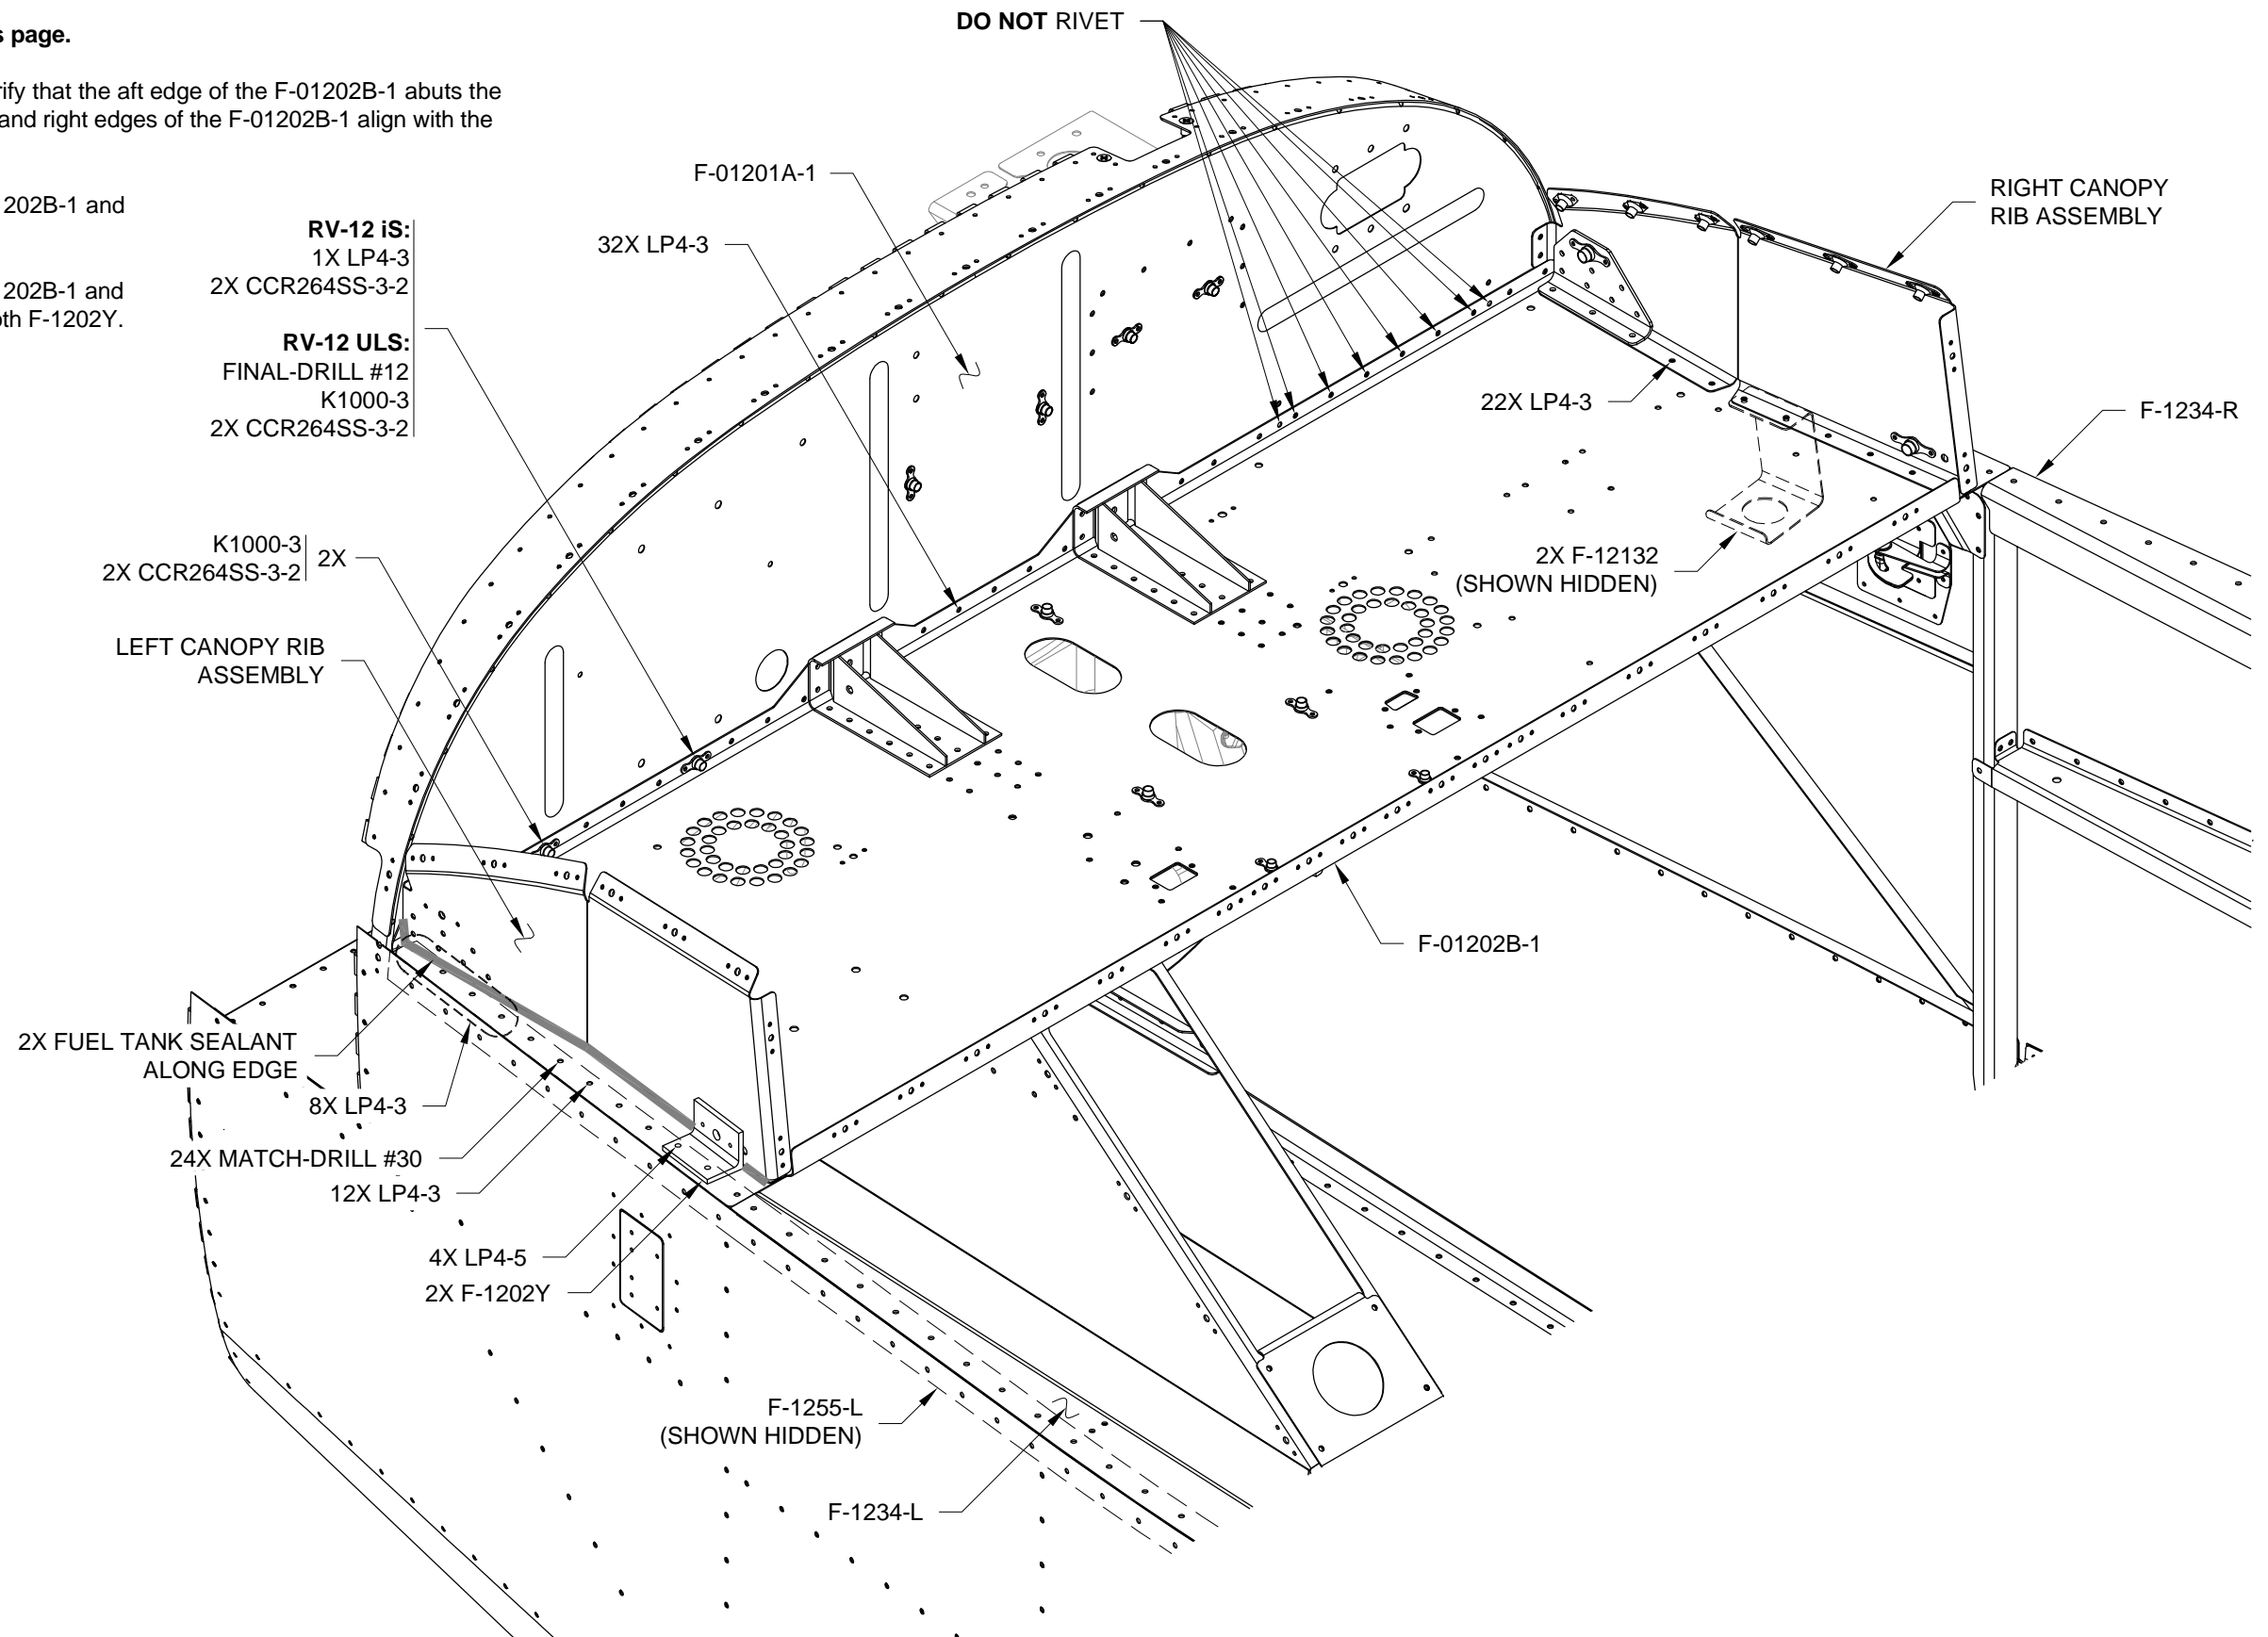 s page.
rify that the aft edge of the F-01202B-1 abuts the
and right edges of the F-01202B-1 align with the
202B-1 and
202B-1 and
oth F-1202Y.
DO NOT RIVET
F-01201A-1
RIGHT CANOPY
RIB ASSEMBLY
32X LP4-3
RV-12 iS:
1X LP4-3
2X CCR264SS-3-2
RV-12 ULS:
FINAL-DRILL #12
K1000-3
2X CCR264SS-3-2
22X LP4-3
F-1234-R
K1000-3
2X CCR264SS-3-2
2X
2X F-12132
(SHOWN HIDDEN)
LEFT CANOPY RIB
ASSEMBLY
F-01202B-1
2X FUEL TANK SEALANT
ALONG EDGE
8X LP4-3
24X MATCH-DRILL #30
12X LP4-3
4X LP4-5
2X F-1202Y
F-1255-L
(SHOWN HIDDEN)
F-1234-L